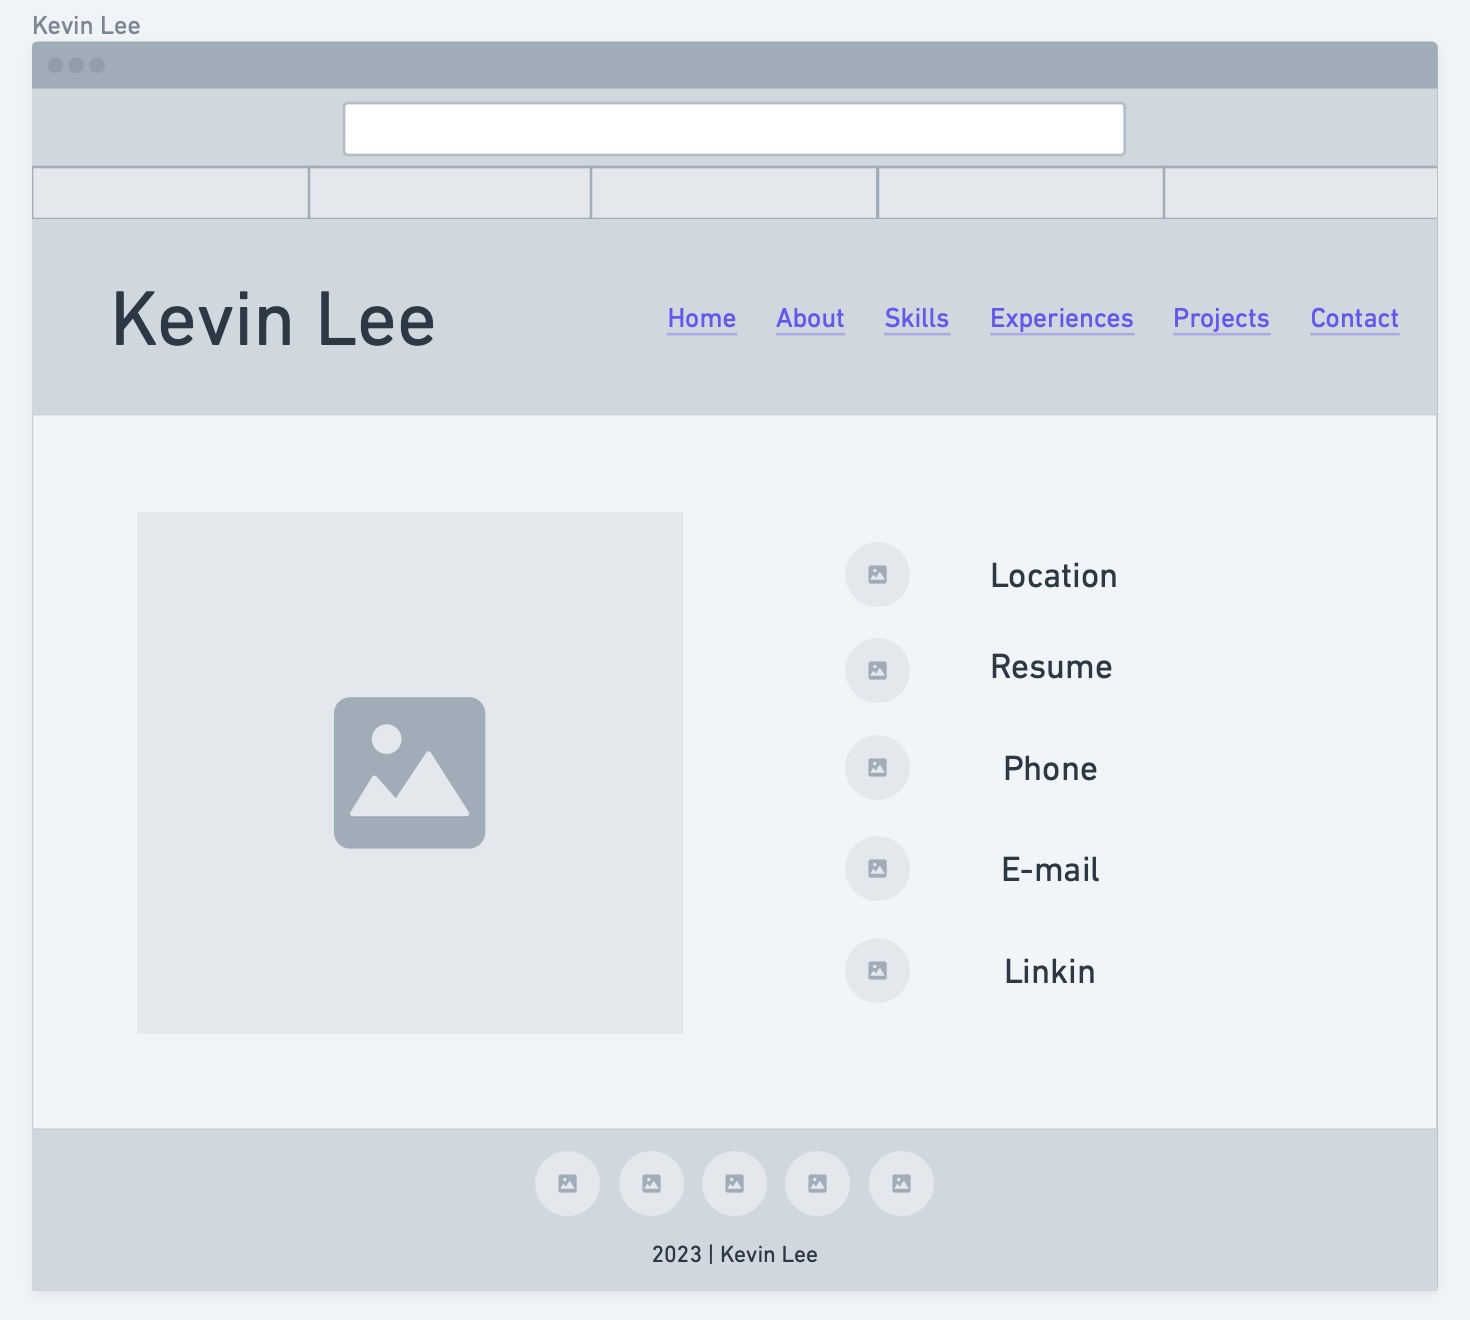 Kevin Lee
Kevin Lee
Home About Skills Experiences Projects Contact
Location
Resume
Phone
E-mail
Linkin
2023 | Kevin Lee